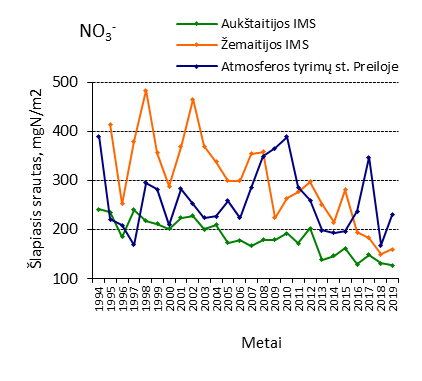 NO3-
Aukštaitijos IMS
Žemaitijos IMS
Atmosferos tyrimų st. Preiloje
Šlapiasis srautas, mgN/m2
500
400
300
200
100
1994 1995 1996 1997 1998 1999 2000 2001 2002 2003 2004 2005 2006 2007 2008 2009 2010 2011 2012 2013 2014 2015 2016 2017 2018 2019
Metai